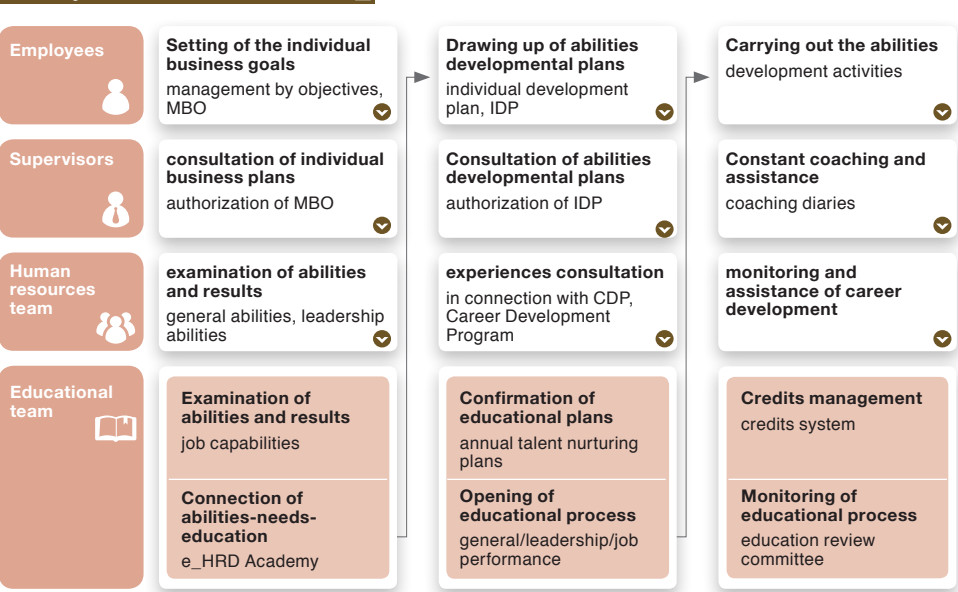 Employees
Setting of the individual
business goals
management by objectives,
MBO
Drawing up of abilities
developmental plans
individual development
plan, IDP
Carrying out the abilities
development activities
Supervisors
consultation of individual
business plans
authorization of MBO
Consultation of abilities
developmental plans
authorization of IDP
Constant coaching and
assistance
coaching diaries
Human
resources
team
examination of abilities
and results
general abilities, leadership
abilities
experiences consultation
in connection with CDP,
Career Development
Program
monitoring and
assistance of career
development
Educational
team
Examination of
abilities and results
job capabilities
Connection of
abilities-needs-
education
e_HRD Academy
Confirmation of
educational plans
annual talent nurturing
plans
Opening of
educational process
general/leadership/job
performance
Credits management
credits system
Monitoring of
educational process
education review
committee